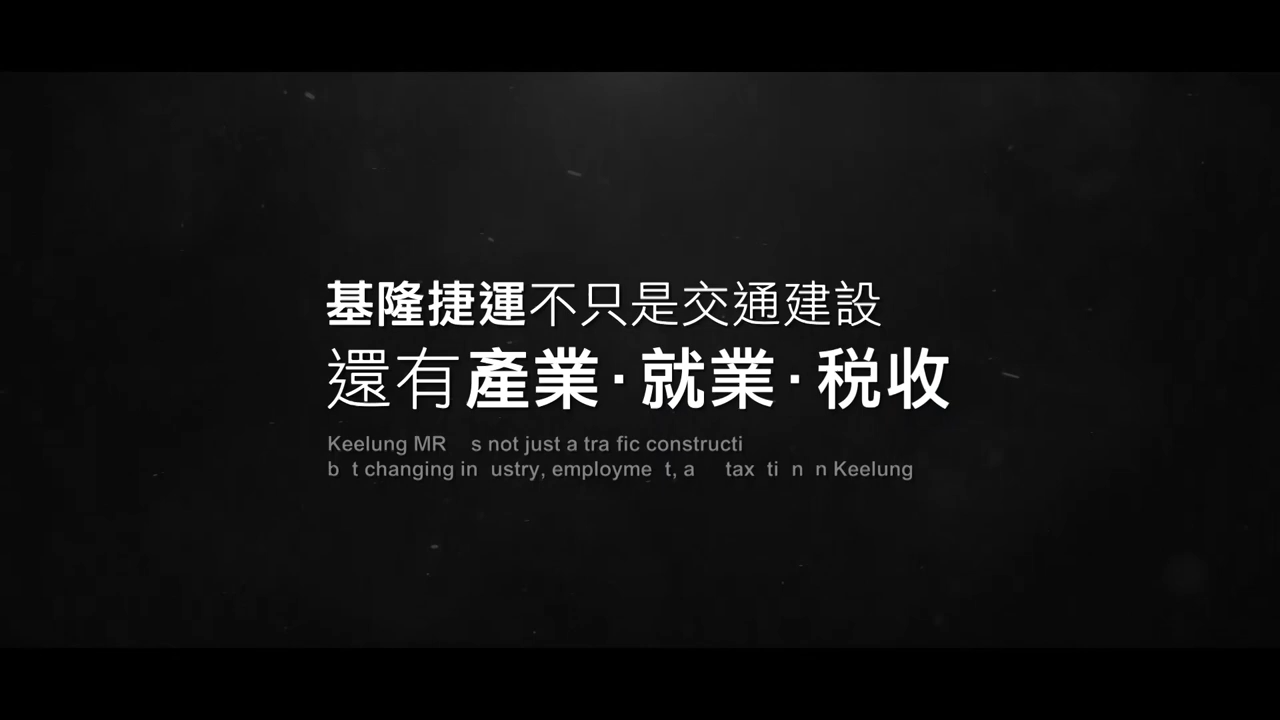 基隆捷運不只是交通建設
還有產業·就業·稅收
Keelung MR s not just a tra fic constructi
b t changing in ustry, employme t, a tax ti n n Keelung